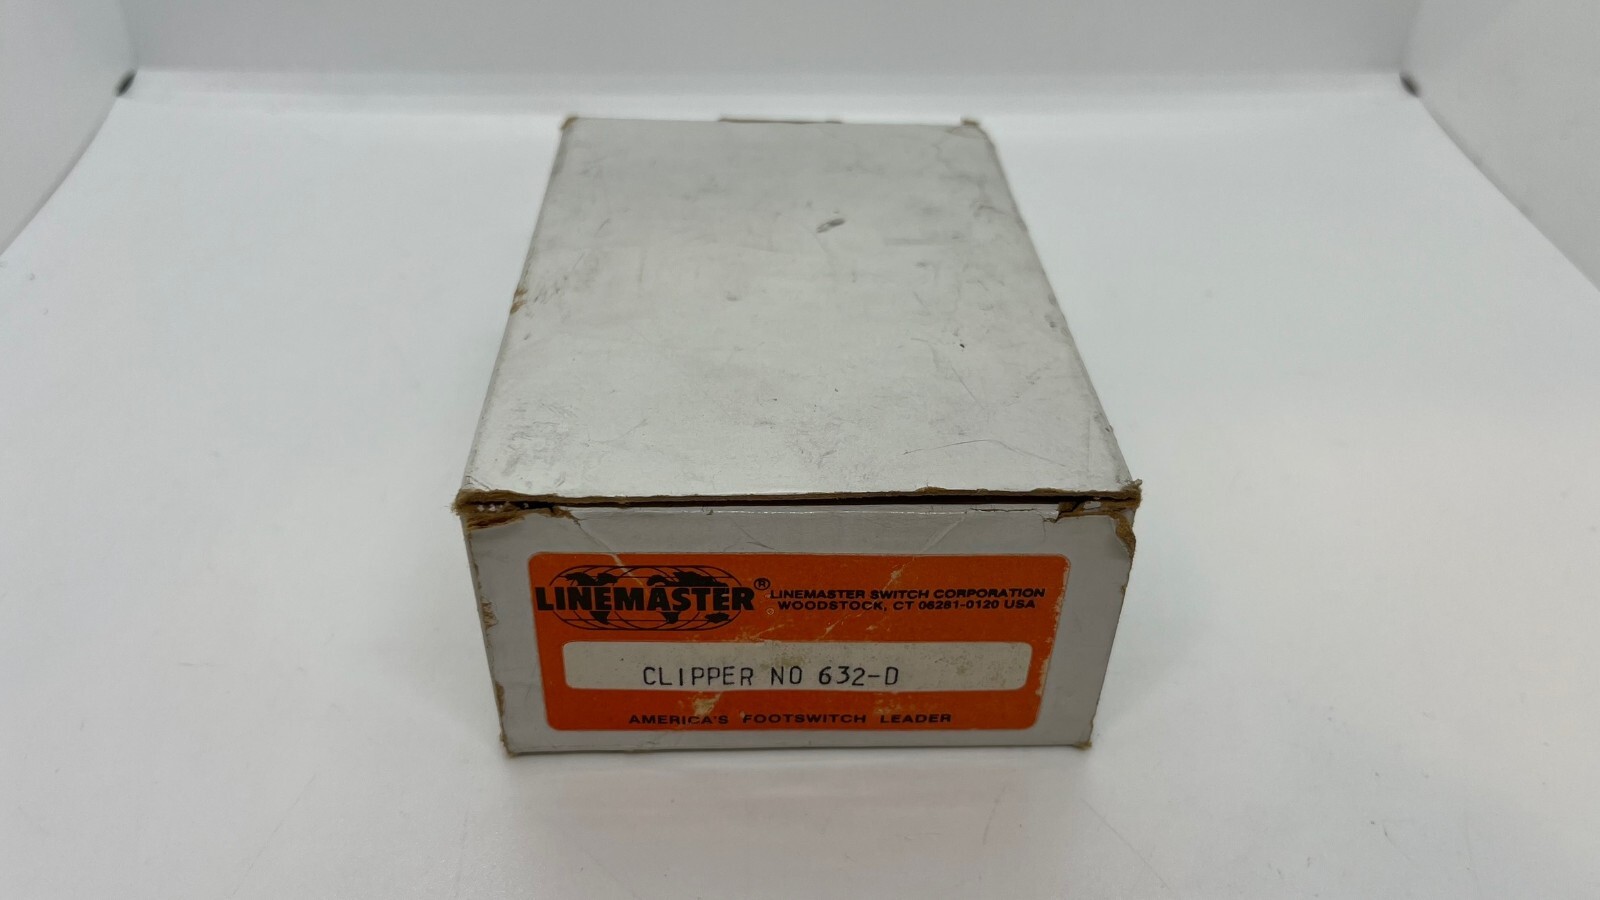 LINEMASTER®
LINEMASTER SWITCH CORPORATION
WOODSTOCK, CT 06281-0120 USA
CLIPPER NO 632-D
AMERICA'S FOOTSWITCH LEADER